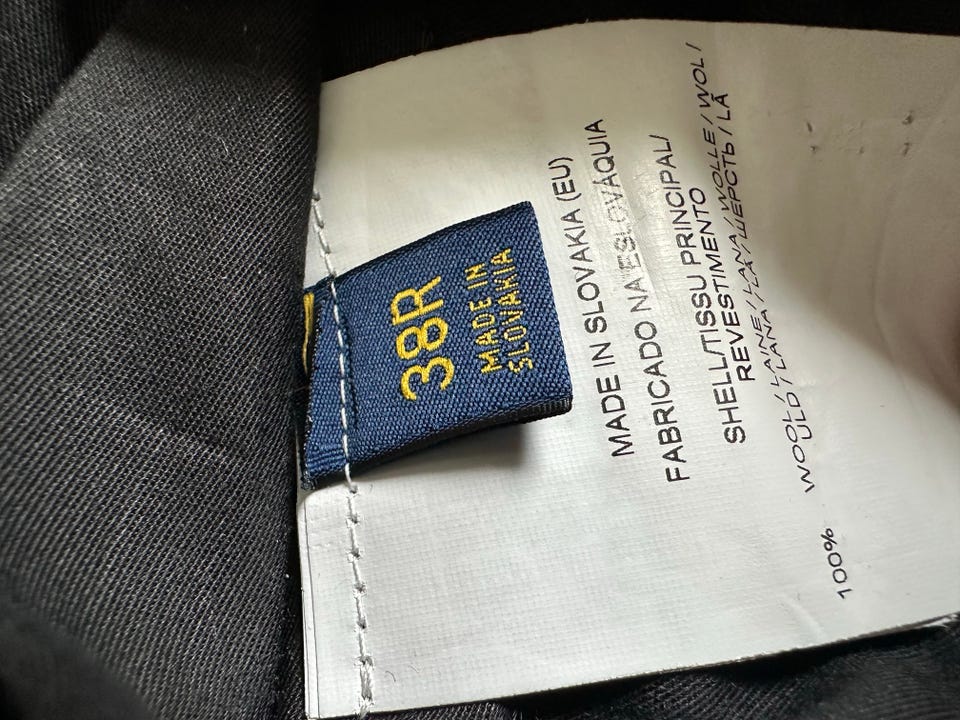 38R
MADE IN
SLOVAKIA
MADE IN SLOVAKIA (EU)
FABRICADO NA ESLOVÁQUIA
SHELL/TISSU PRINCIPAL/
REVESTIMENTO
100% WOOL / LAINE / LANA / WOLLE / WOL /
ULD / LANA / ШЕРСТЬ / LÃ